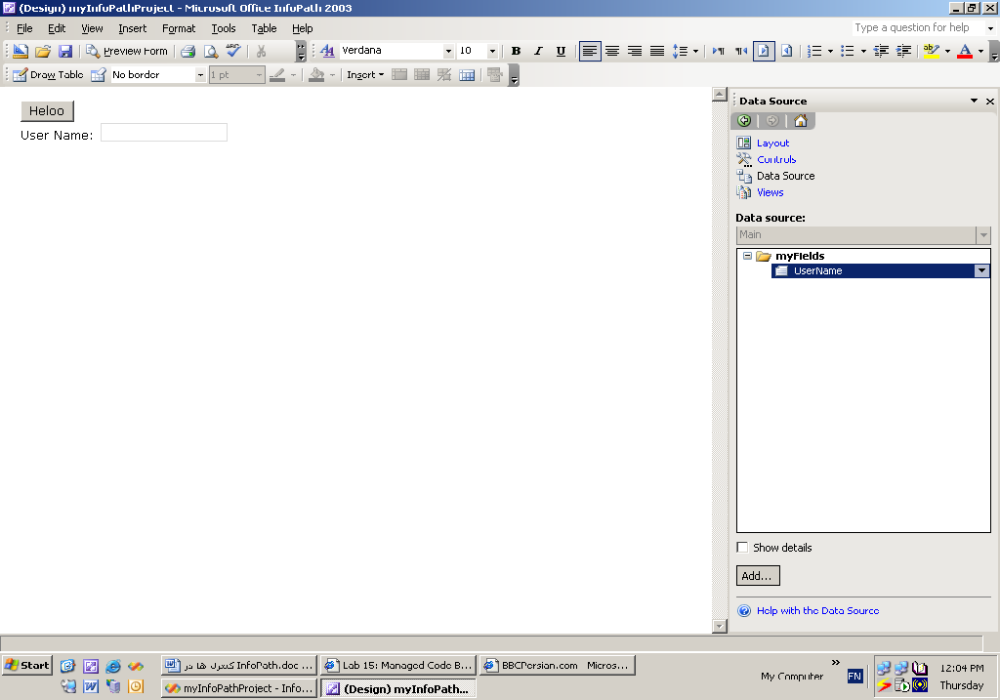 (Design) myInfoPathProject - Microsoft Office InfoPath 2003
File Edit View Insert Format Tools Table Help
Type a question for help
Preview Form
Verdana
10
B I U
Draw Table
No border
1 pt
Insert
Heloo
User Name:
Data Source
Layout
Controls
Data Source
Views
Data source:
Main
myFields
UserName
Show details
Add...
Help with the Data Source
Start
کنترل ها در InfoPath.doc ...
Lab 15: Managed Code B...
BBCPersian.com Micros...
My Computer
»
EN
12:04 PM
myInfoPathProject - Info...
(Design) myInfoPath...
Thursday